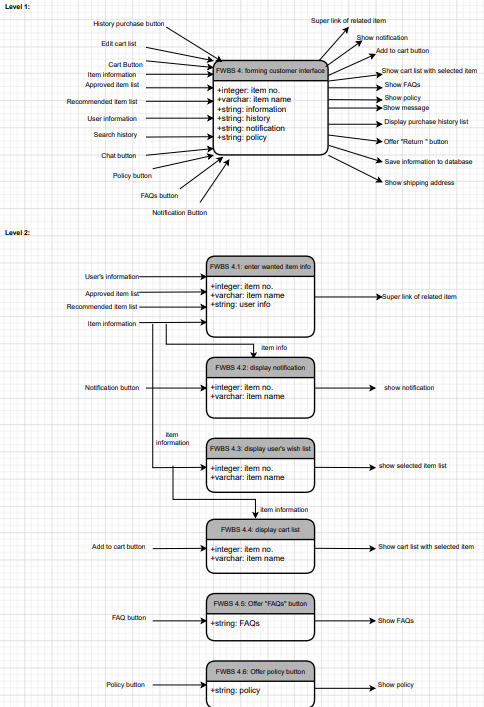 Level 1:
History purchase button
Edit cart list
Cart Button
Item information
Approved item list
Recommended item list
User information
Search history
Chat button
Policy button
FAQs button
Notification Button
FWBS 4: forming customer interface
+integer: item no.
+varchar: item name
+string: information
+string: history
+string: notification
+string: policy
Super link of related item
Show notification
Add to cart button
Show cart list with selected item
Show FAQs
Show policy
Show message
Display purchase history list
Offer "Return " button
Save information to database
Show shipping address
Level 2:
User's information
Approved item list
Recommended item list
Item information
FWBS 4.1: enter wanted item info
+integer: item no.
+varchar: item name
+string: user info
Super link of related item
item info
Notification button
FWBS 4.2: display notification
+integer: item no.
+varchar: item name
show notification
item
information
FWBS 4.3: display user's wish list
+integer: item no.
+varchar: item name
show selected item list
item information
Add to cart button
FWBS 4.4: display cart list
+integer: item no.
+varchar: item name
Show cart list with selected item
FAQ button
FWBS 4.5: Offer "FAQs" button
+string: FAQs
Show FAQs
Policy button
FWBS 4.6: Offer policy button
+string: policy
Show policy